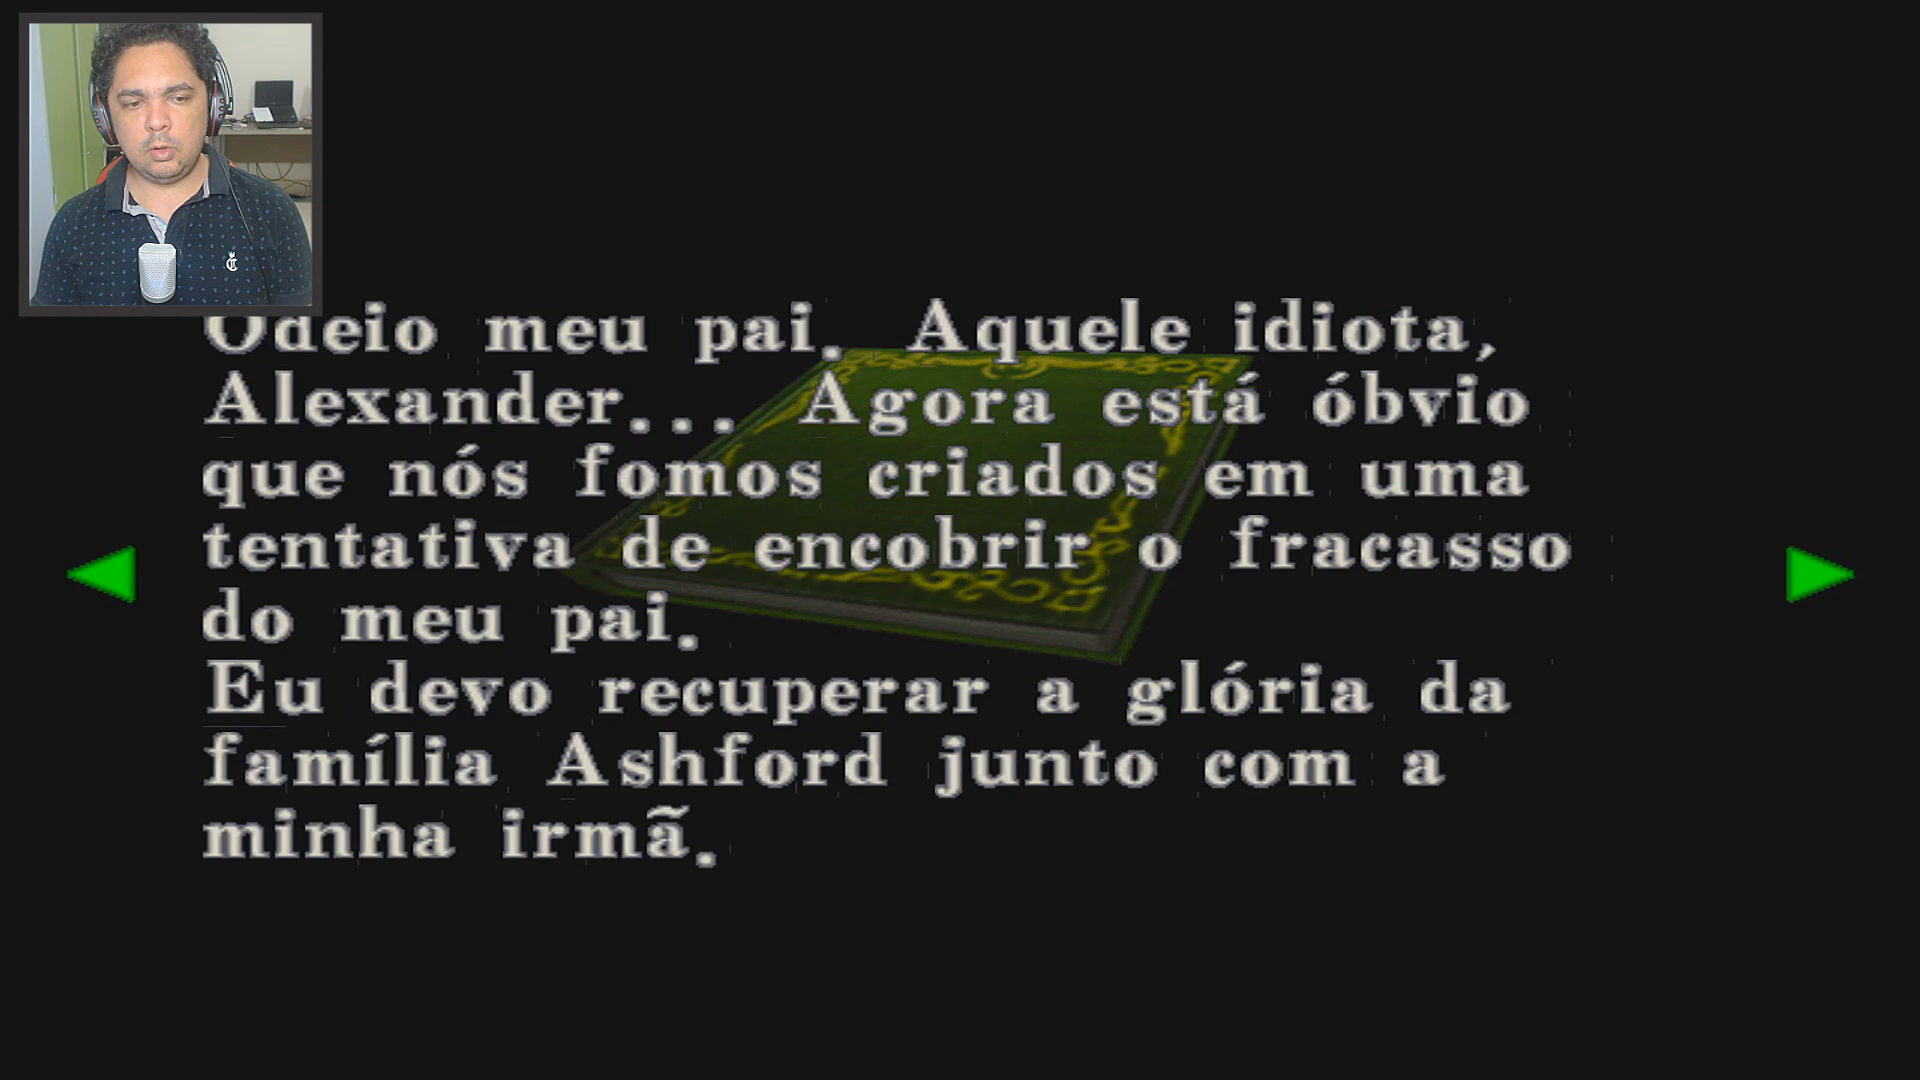 Odeio meu pai. Aquele idiota,
Alexander... Agora está óbvio
que nós fomos criados em uma
tentativa de encobrir o fracasso
do meu pai.
Eu devo recuperar a glória da
família Ashford junto com a
minha irmã.